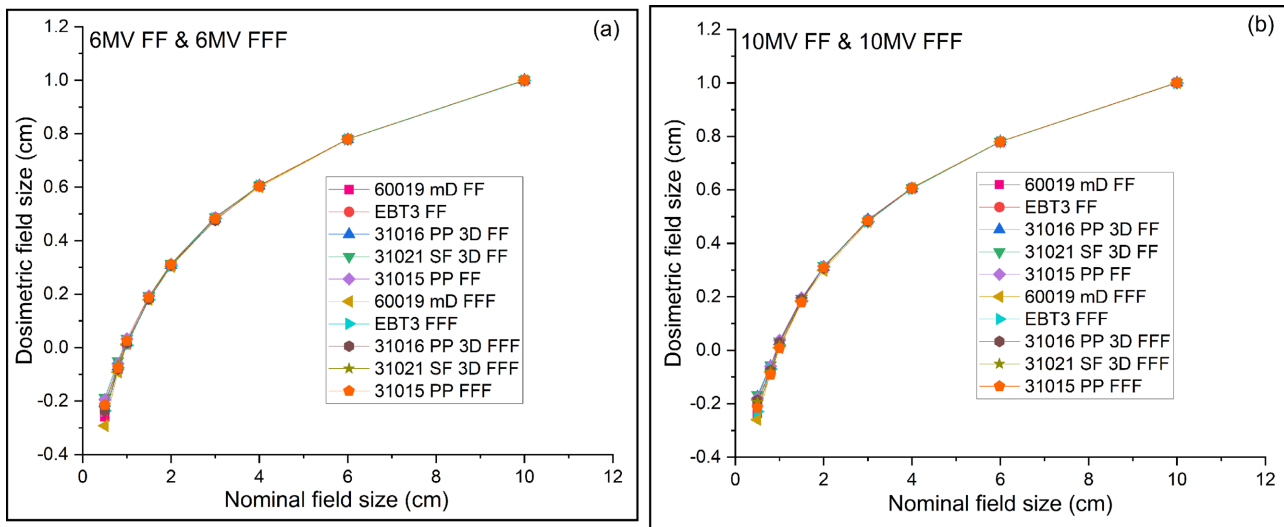 6MV FF & 6MV FFF
(a)
1.2
1.0
0.8
0.6
0.4
0.2
0.0
-0.2
-0.4
0
2
4
6
8
10
12
Dosimetric field size (cm)
Nominal field size (cm)
60019 mD FF
EBT3 FF
31016 PP 3D FF
31021 SF 3D FF
31015 PP FF
60019 mD FFF
EBT3 FFF
31016 PP 3D FFF
31021 SF 3D FFF
31015 PP FFF
10MV FF & 10MV FFF
(b)
1.2
1.0
0.8
0.6
0.4
0.2
0.0
-0.2
-0.4
0
2
4
6
8
10
12
Dosimetric field size (cm)
Nominal field size (cm)
60019 mD FF
EBT3 FF
31016 PP 3D FF
31021 SF 3D FF
31015 PP FF
60019 mD FFF
EBT3 FFF
31016 PP 3D FFF
31021 SF 3D FFF
31015 PP FFF